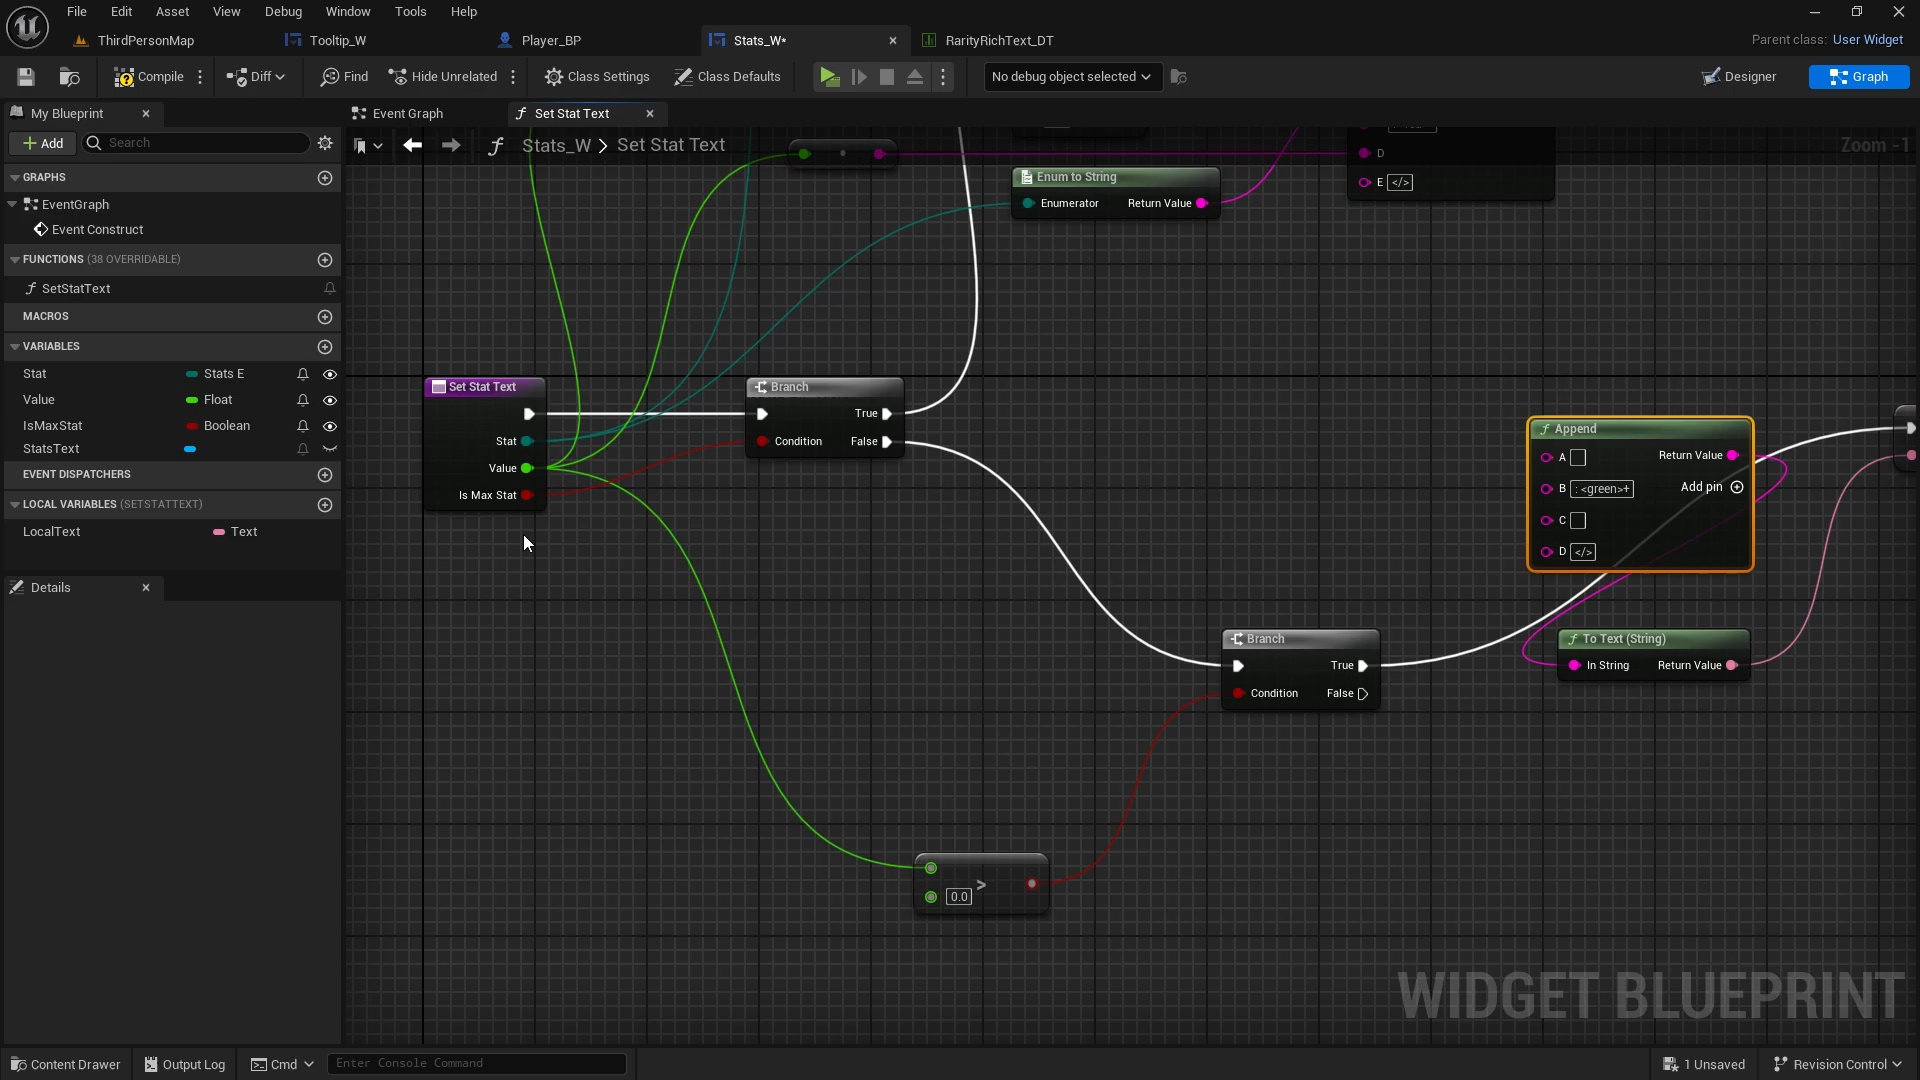 File Edit Asset View Debug Window Tools Help
ThirdPersonMap Tooltip_W Player_BP Stats_W* RarityRichText_DT Parent class: User Widget
Compile Diff Find Hide Unrelated Class Settings Class Defaults No debug object selected Designer Graph
My Blueprint Event Graph Set Stat Text
Add Search Stats_W > Set Stat Text Zoom -1
GRAPHS
EventGraph
Event Construct
FUNCTIONS (38 OVERRIDABLE)
SetStatText
MACROS
VARIABLES
Stat Stats E
Value Float
IsMaxStat Boolean
StatsText
EVENT DISPATCHERS
LOCAL VARIABLES (SETSTATTEXT)
LocalText Text
Details
D
E </>
Enum to String
Enumerator Return Value
Set Stat Text
Stat
Value
Is Max Stat
Branch
True
Condition False
Append
A Return Value
B : <green>+ Add pin
C
D </>
Branch
True
Condition False
To Text (String)
In String Return Value
>
0.0
WIDGET BLUEPRINT
Content Drawer Output Log Cmd Enter Console Command 1 Unsaved Revision Control